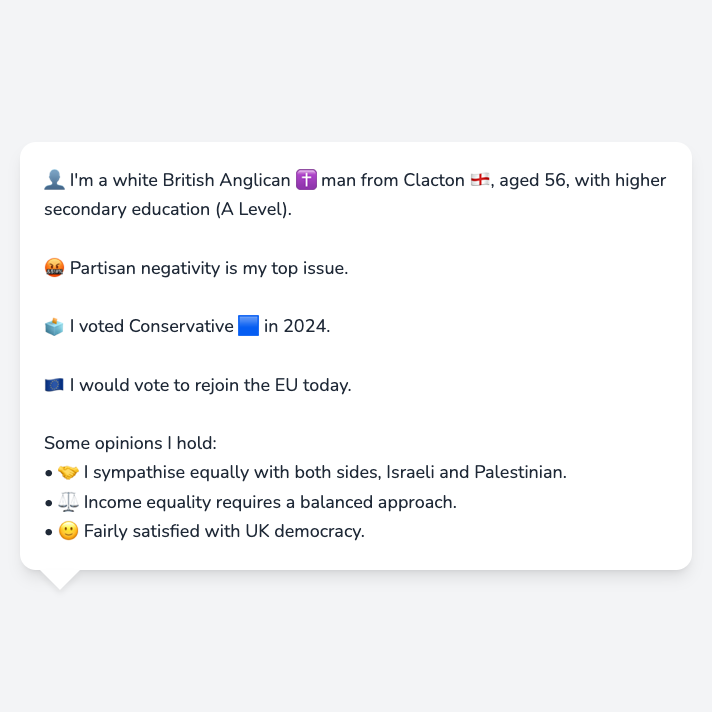 👤 I'm a white British Anglican ✝️ man from Clacton 🏴󠁧󠁢󠁥󠁮󠁧󠁿, aged 56, with higher
secondary education (A Level).
🤬 Partisan negativity is my top issue.
🗳️ I voted Conservative 🟦 in 2024.
🇪🇺 I would vote to rejoin the EU today.
Some opinions I hold:
• 🤝 I sympathise equally with both sides, Israeli and Palestinian.
• ⚖️ Income equality requires a balanced approach.
• 🙂 Fairly satisfied with UK democracy.